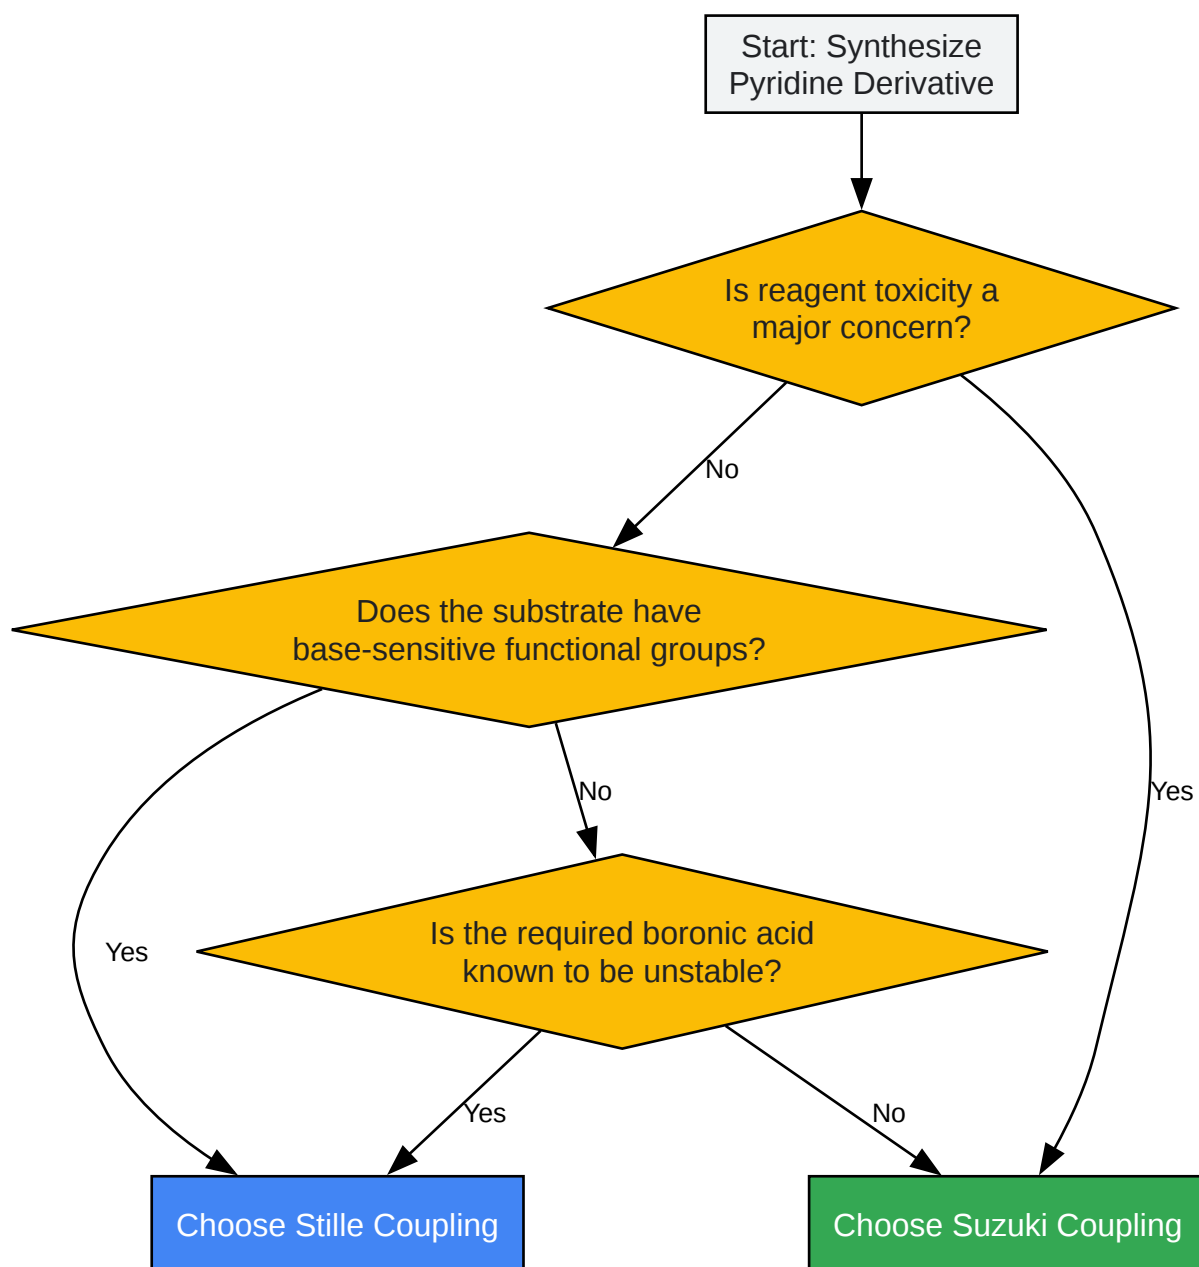 Start: Synthesize
Pyridine Derivative
Is reagent toxicity a
major concern?
No
Does the substrate have
base-sensitive functional groups?
No
Yes
Yes
Is the required boronic acid
known to be unstable?
Yes
No
Choose Stille Coupling
Choose Suzuki Coupling